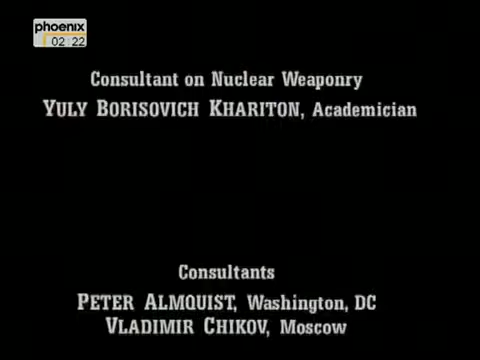 phoenix
02:22
Consultant on Nuclear Weaponry
YULY BORISOVICH KHARITON, Academician
Consultants
PETER ALMQUIST, Washington, DC
VLADIMIR CHIKOV, Moscow